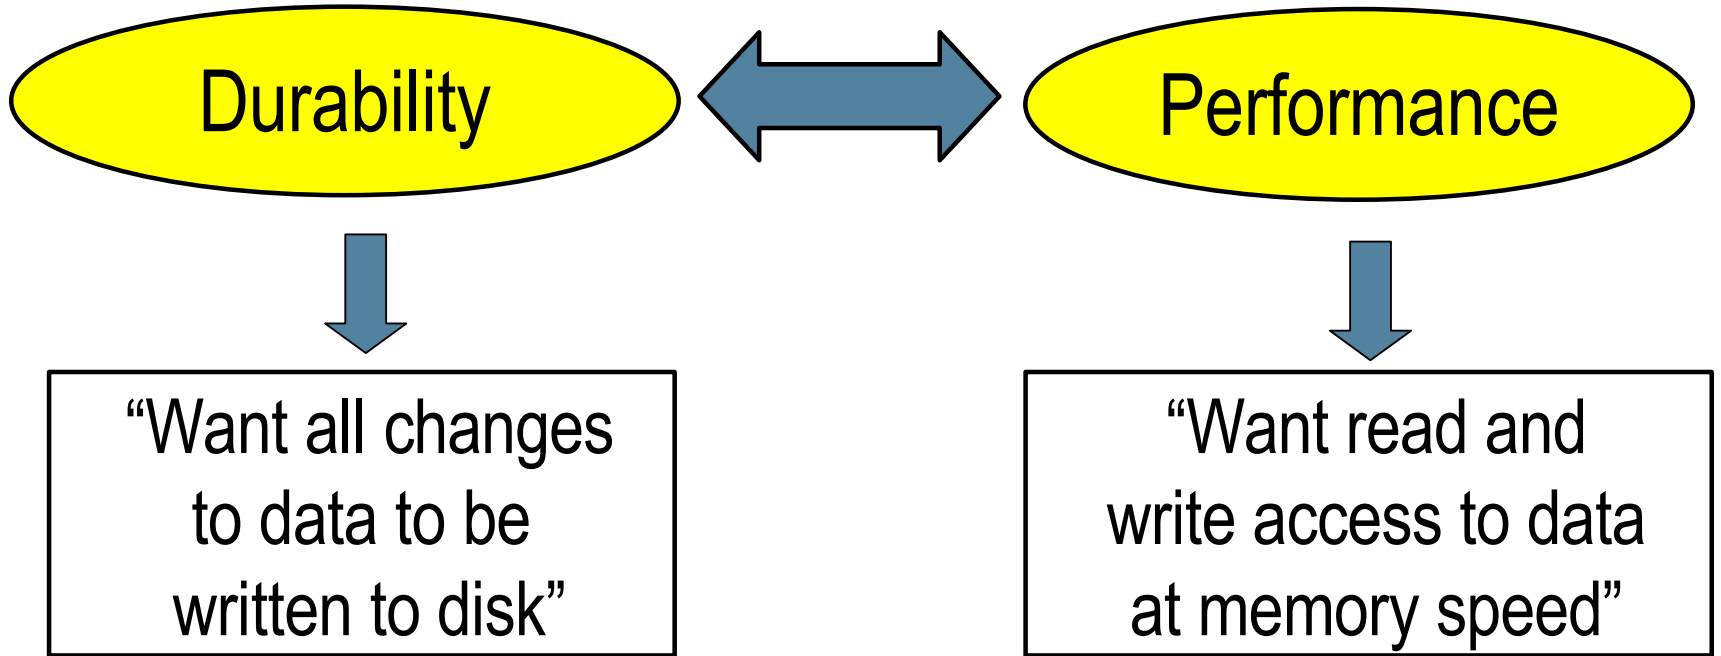 Durability
Performance
“Want all changes
to data to be
written to disk”
“Want read and
write access to data
at memory speed”